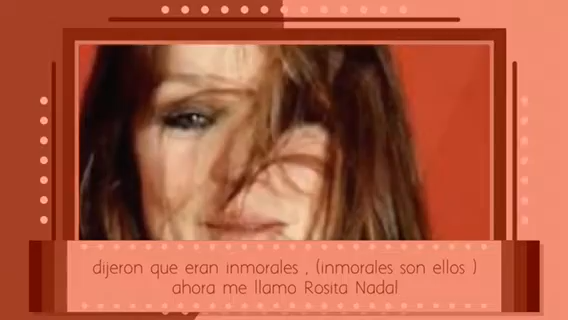 dijeron que eran inmorales , (inmorales son ellos )
ahora me llamo Rosita Nadal